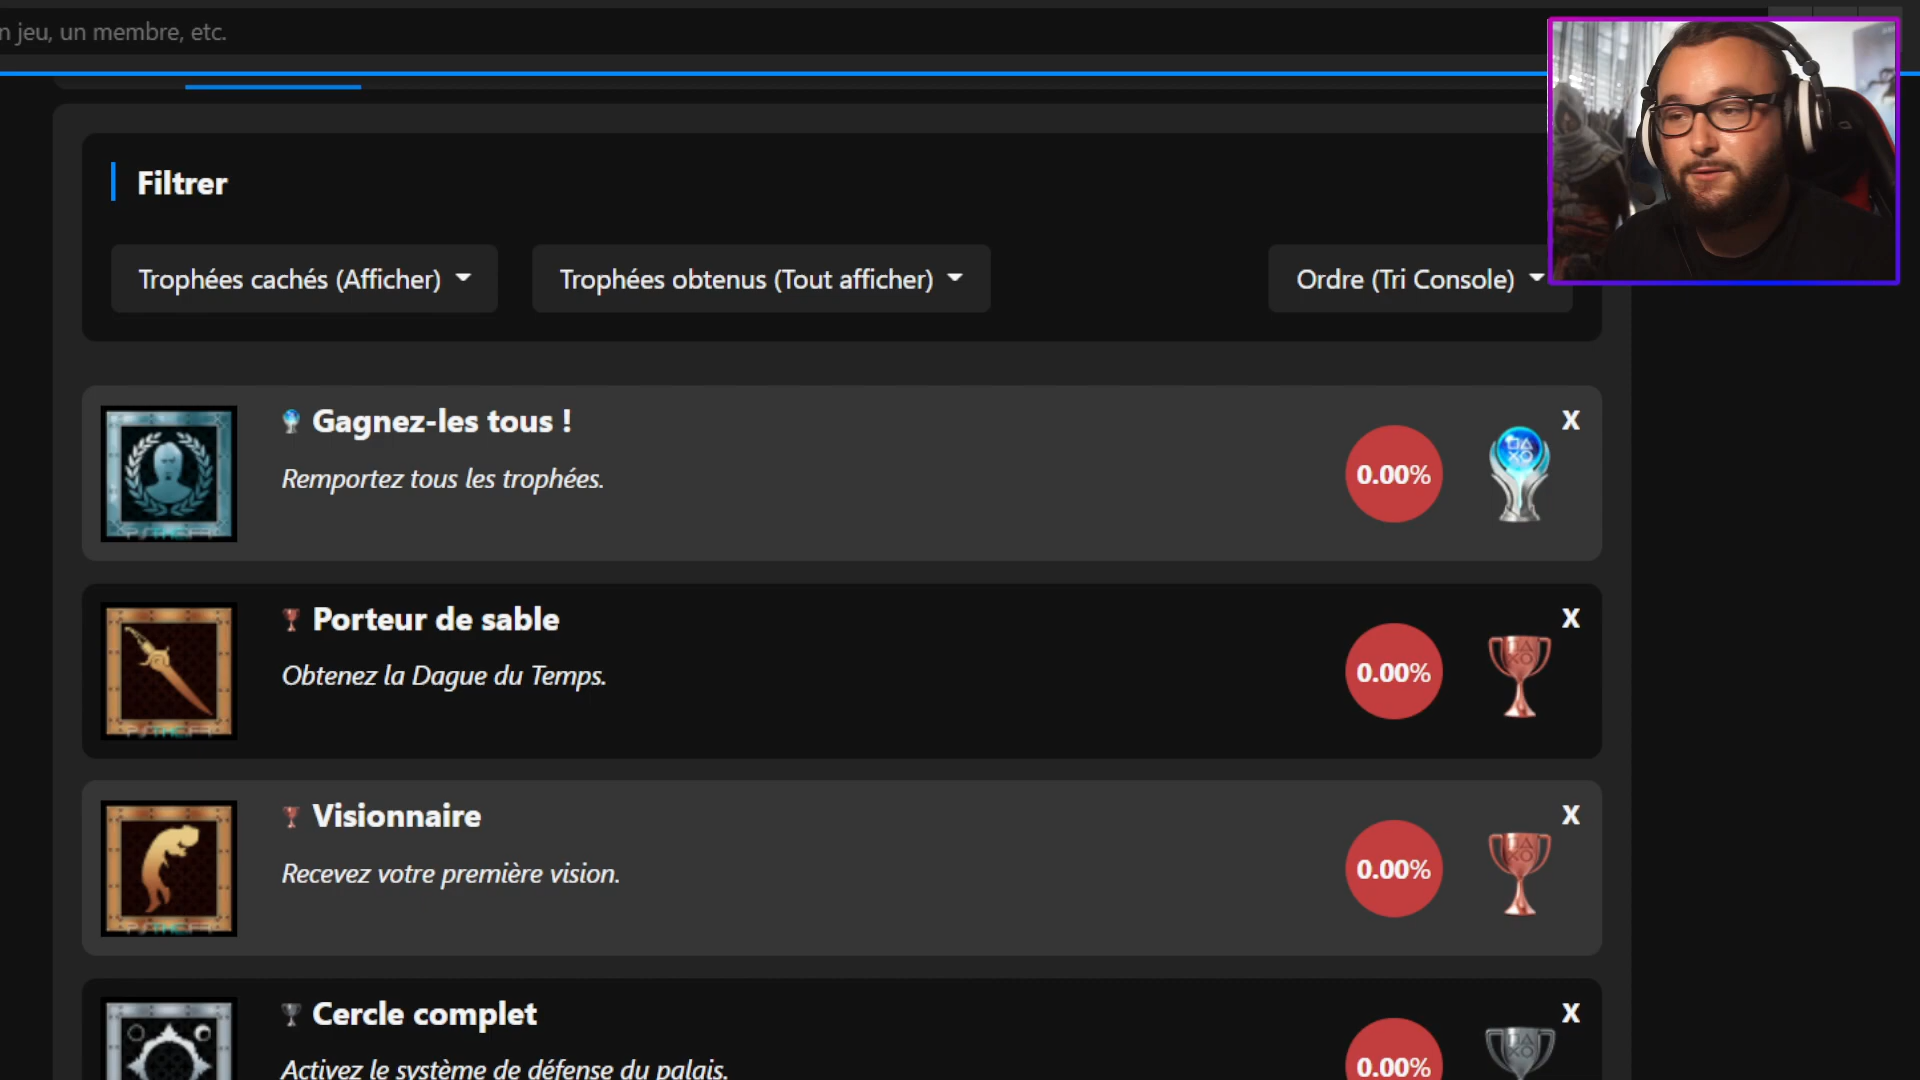 n jeu, un membre, etc.
Filtrer
Trophées cachés (Afficher)
Trophées obtenus (Tout afficher)
Ordre (Tri Console)
Gagnez-les tous !
Remportez tous les trophées.
0.00%
X
Porteur de sable
Obtenez la Dague du Temps.
0.00%
X
Visionnaire
Recevez votre première vision.
0.00%
X
Cercle complet
Activez le système de défense du palais.
0.00%
X